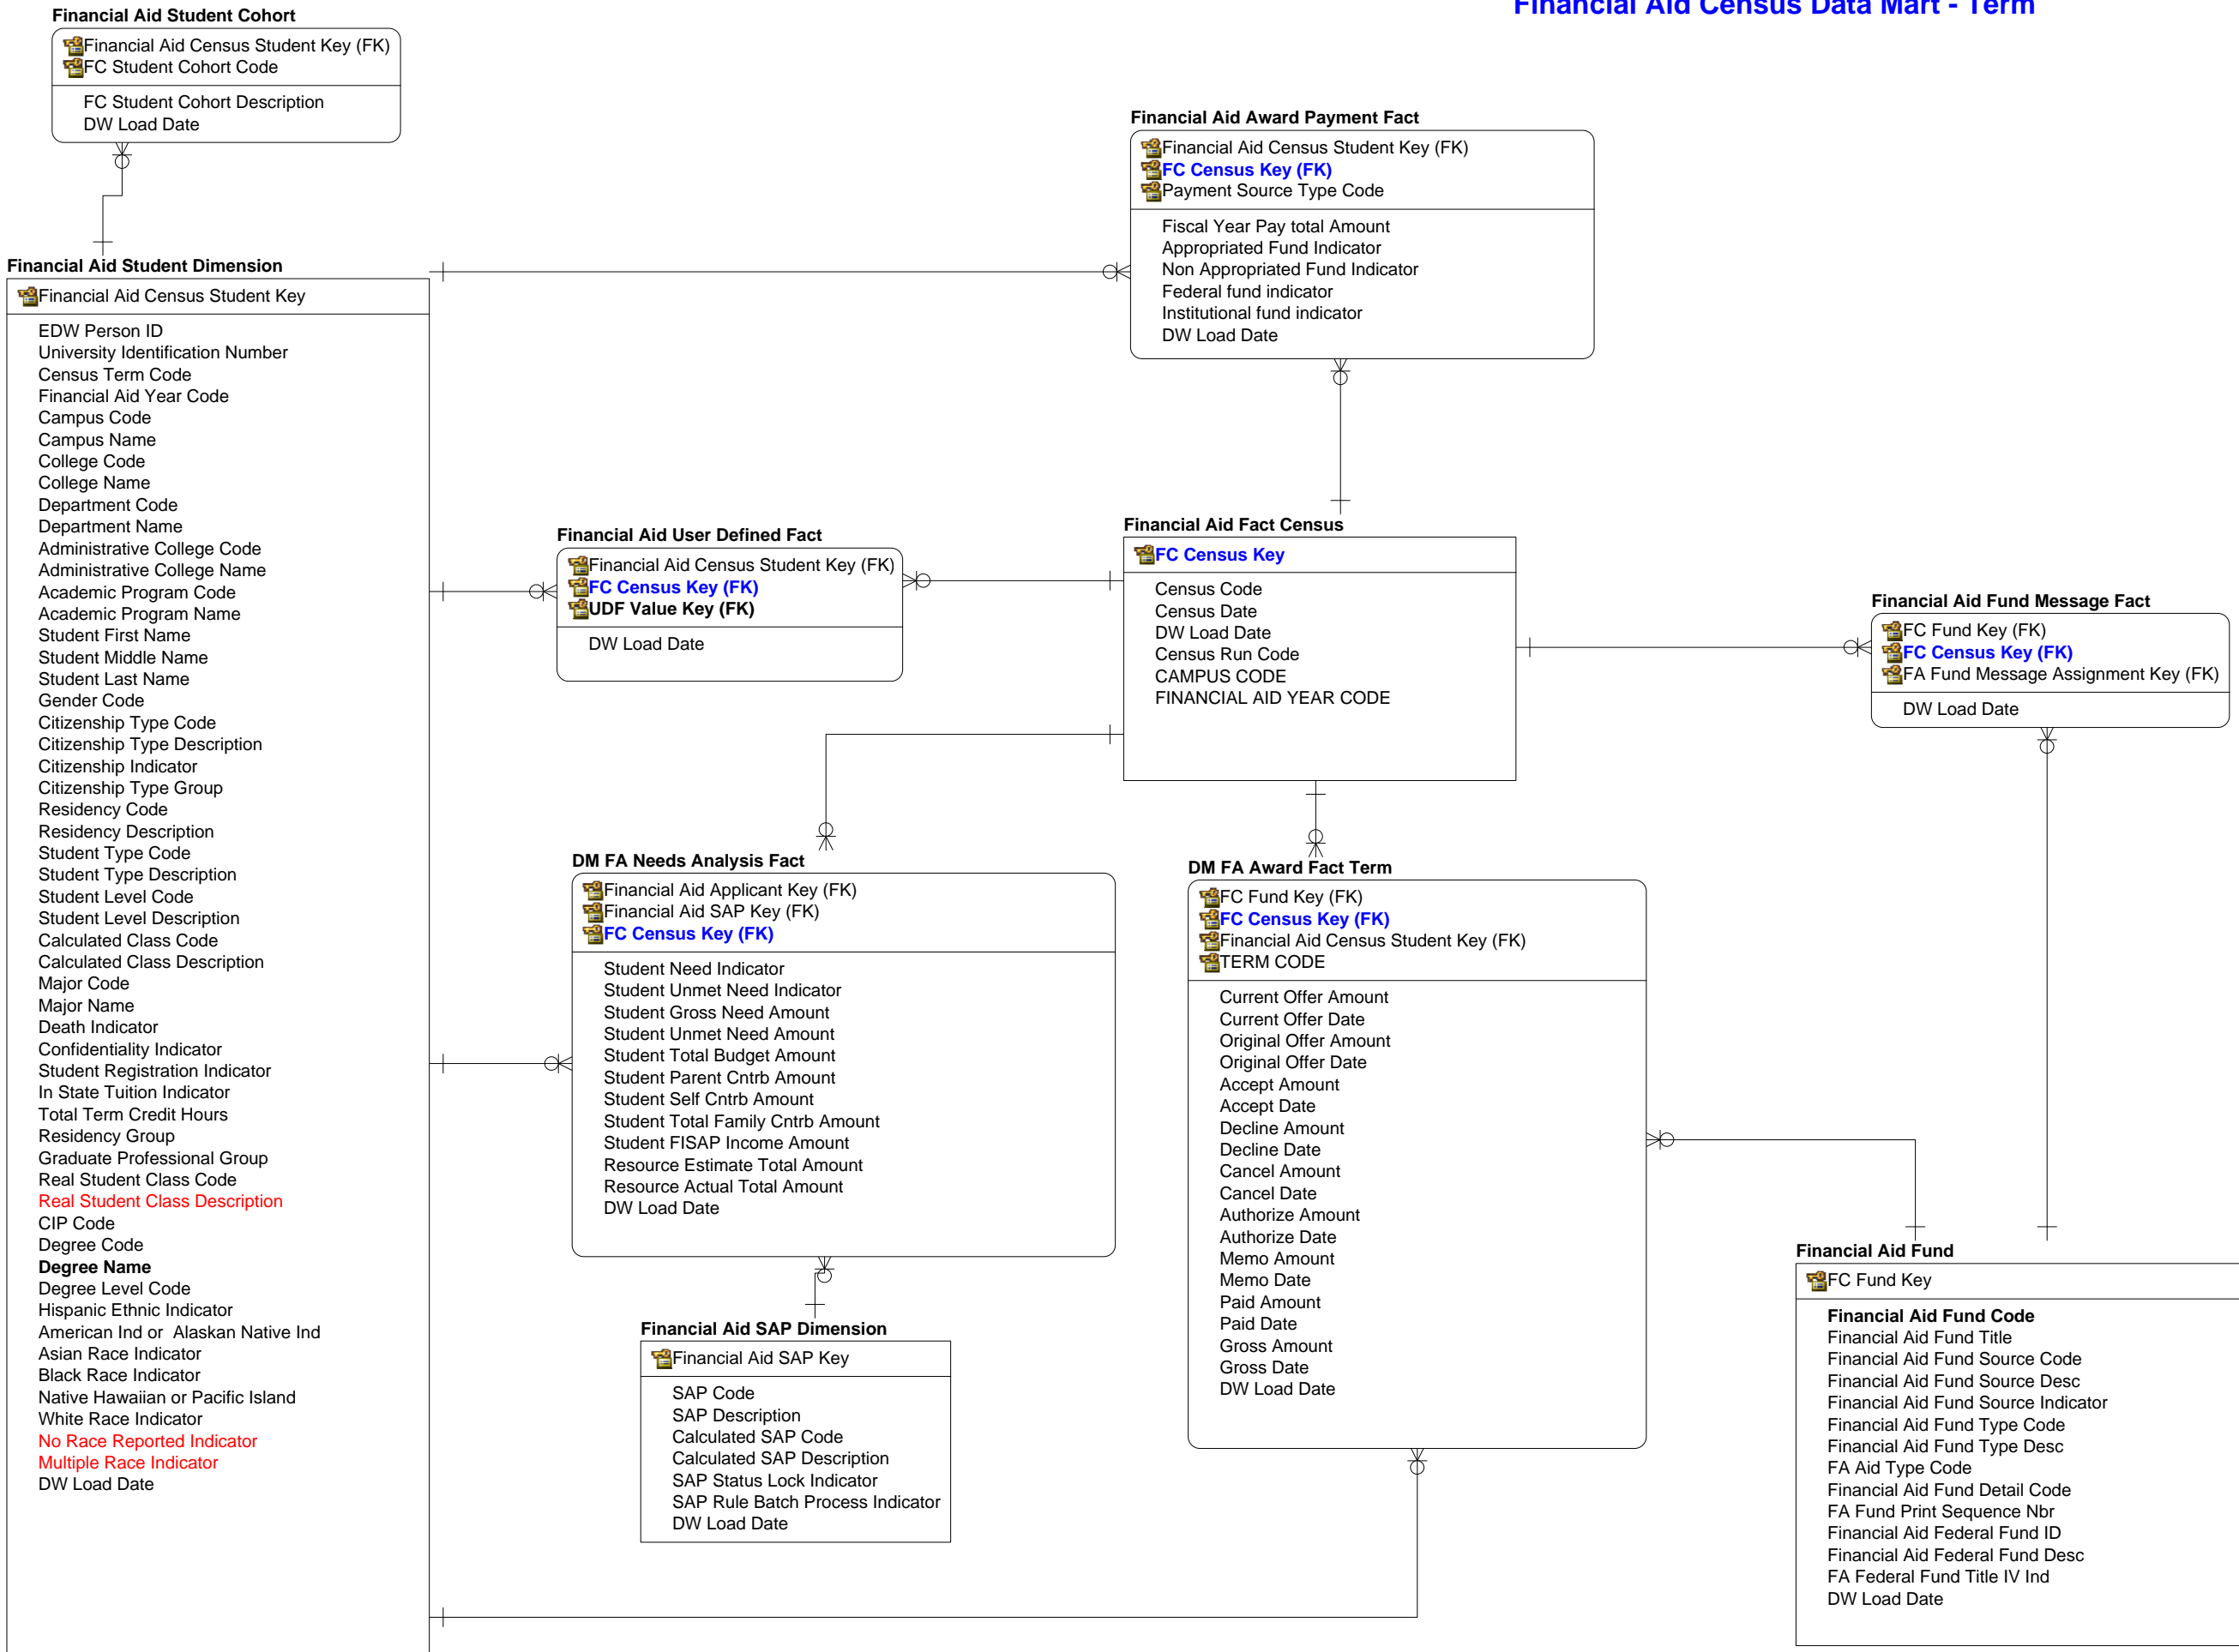 Financial Aid Census Data Mart - Term
Financial Aid Student Cohort
Financial Aid Census Student Key (FK)
FC Student Cohort Code
FC Student Cohort Description
DW Load Date
Financial Aid Award Payment Fact
Financial Aid Census Student Key (FK)
FC Census Key (FK)
Payment Source Type Code
Fiscal Year Pay total Amount
Appropriated Fund Indicator
Non Appropriated Fund Indicator
Federal fund indicator
Institutional fund indicator
DW Load Date
Financial Aid Student Dimension
Financial Aid Census Student Key
EDW Person ID
University Identification Number
Census Term Code
Financial Aid Year Code
Campus Code
Campus Name
College Code
College Name
Department Code
Department Name
Administrative College Code
Administrative College Name
Academic Program Code
Academic Program Name
Student First Name
Student Middle Name
Student Last Name
Gender Code
Citizenship Type Code
Citizenship Type Description
Citizenship Indicator
Citizenship Type Group
Residency Code
Residency Description
Student Type Code
Student Type Description
Student Level Code
Student Level Description
Calculated Class Code
Calculated Class Description
Major Code
Major Name
Death Indicator
Confidentiality Indicator
Student Registration Indicator
In State Tuition Indicator
Total Term Credit Hours
Residency Group
Graduate Professional Group
Real Student Class Code
Real Student Class Description
CIP Code
Degree Code
Degree Name
Degree Level Code
Hispanic Ethnic Indicator
American Ind or Alaskan Native Ind
Asian Race Indicator
Black Race Indicator
Native Hawaiian or Pacific Island
White Race Indicator
No Race Reported Indicator
Multiple Race Indicator
DW Load Date
Financial Aid User Defined Fact
Financial Aid Census Student Key (FK)
FC Census Key (FK)
UDF Value Key (FK)
DW Load Date
Financial Aid Fact Census
FC Census Key
Census Code
Census Date
DW Load Date
Census Run Code
CAMPUS CODE
FINANCIAL AID YEAR CODE
Financial Aid Fund Message Fact
FC Fund Key (FK)
FC Census Key (FK)
FA Fund Message Assignment Key (FK)
DW Load Date
DM FA Needs Analysis Fact
Financial Aid Applicant Key (FK)
Financial Aid SAP Key (FK)
FC Census Key (FK)
Student Need Indicator
Student Unmet Need Indicator
Student Gross Need Amount
Student Unmet Need Amount
Student Total Budget Amount
Student Parent Cntrb Amount
Student Self Cntrb Amount
Student Total Family Cntrb Amount
Student FISAP Income Amount
Resource Estimate Total Amount
Resource Actual Total Amount
DW Load Date
DM FA Award Fact Term
FC Fund Key (FK)
FC Census Key (FK)
Financial Aid Census Student Key (FK)
TERM CODE
Current Offer Amount
Current Offer Date
Original Offer Amount
Original Offer Date
Accept Amount
Accept Date
Decline Amount
Decline Date
Cancel Amount
Cancel Date
Authorize Amount
Authorize Date
Memo Amount
Memo Date
Paid Amount
Paid Date
Gross Amount
Gross Date
DW Load Date
Financial Aid SAP Dimension
Financial Aid SAP Key
SAP Code
SAP Description
Calculated SAP Code
Calculated SAP Description
SAP Status Lock Indicator
SAP Rule Batch Process Indicator
DW Load Date
Financial Aid Fund
FC Fund Key
Financial Aid Fund Code
Financial Aid Fund Title
Financial Aid Fund Source Code
Financial Aid Fund Source Desc
Financial Aid Fund Source Indicator
Financial Aid Fund Type Code
Financial Aid Fund Type Desc
FA Aid Type Code
Financial Aid Fund Detail Code
FA Fund Print Sequence Nbr
Financial Aid Federal Fund ID
Financial Aid Federal Fund Desc
FA Federal Fund Title IV Ind
DW Load Date